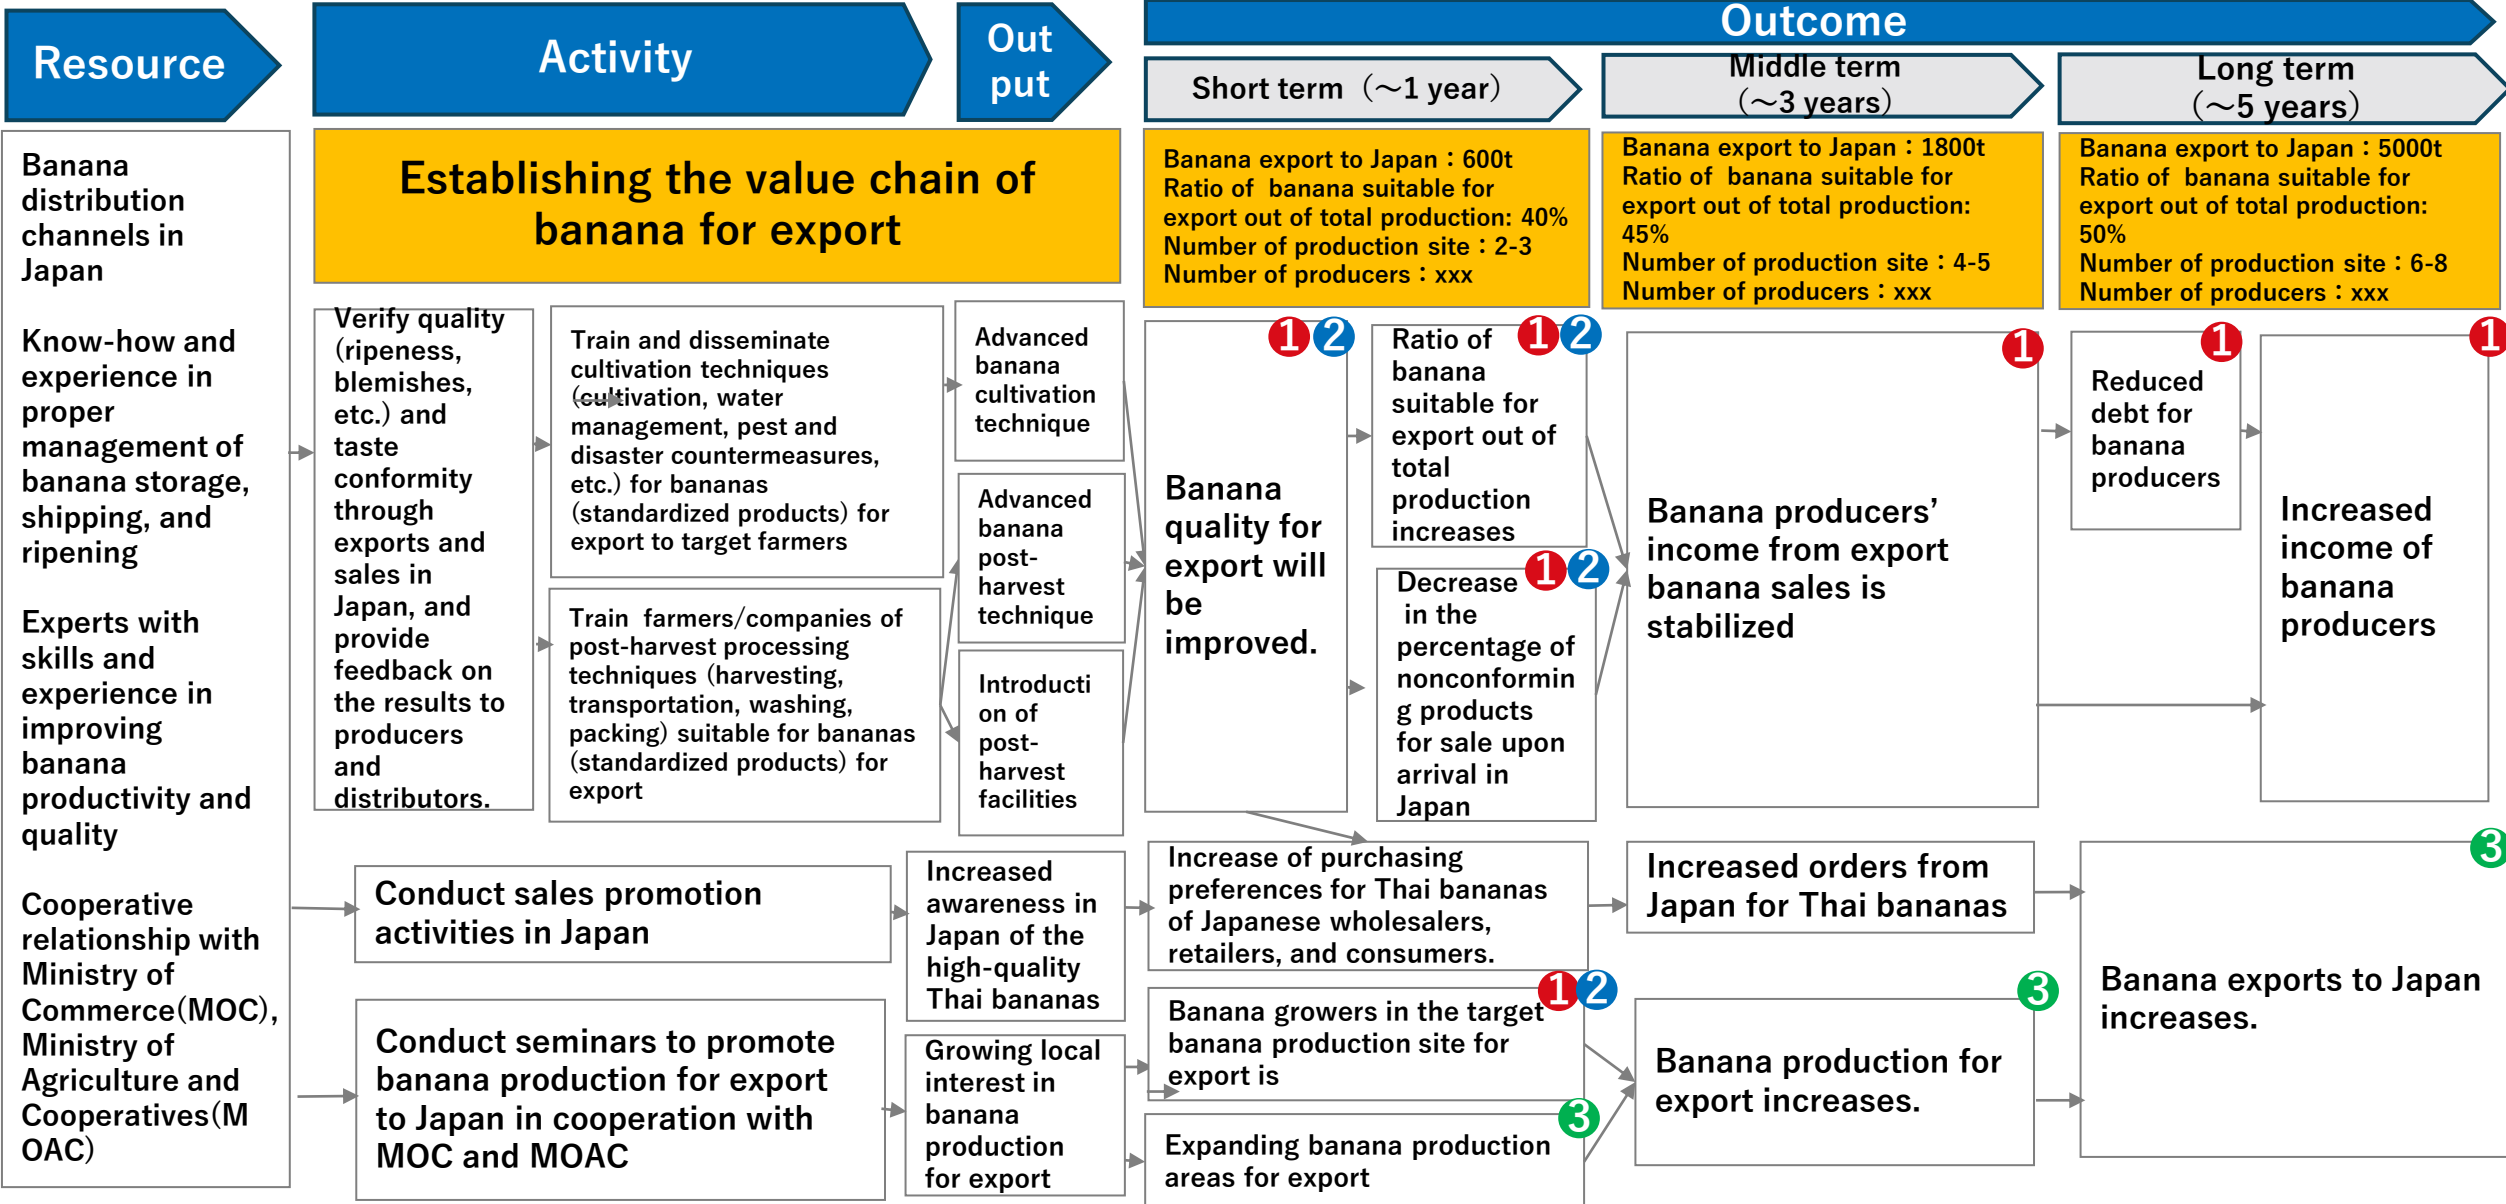 Resource
Activity
Out
put
Outcome
Short term（～1 year）
Middle term
（～3 years）
Long term
（～5 years）
Banana
distribution
channels in
Japan
Know-how and
experience in
proper
management of
banana storage,
shipping, and
ripening
Experts with
skills and
experience in
improving
banana
productivity and
quality
Cooperative
relationship with
Ministry of
Commerce(MOC),
Ministry of
Agriculture and
Cooperatives(M
OAC)
Establishing the value chain of
banana for export
Banana export to Japan：600t
Ratio of  banana suitable for
export out of total production: 40%
Number of production site：2-3
Number of producers：xxx
Banana export to Japan：1800t
Ratio of  banana suitable for
export out of total production:
45%
Number of production site：4-5
Number of producers：xxx
Banana export to Japan：5000t
Ratio of  banana suitable for
export out of total production:
50%
Number of production site：6-8
Number of producers：xxx
Verify quality
(ripeness,
blemishes,
etc.) and
taste
conformity
through
exports and
sales in
Japan, and
provide
feedback on
the results to
producers
and
distributors.
Train and disseminate
cultivation techniques
(cultivation, water
management, pest and
disaster countermeasures,
etc.) for bananas
(standardized products) for
export to target farmers
Train  farmers/companies of
post-harvest processing
techniques (harvesting,
transportation, washing,
packing) suitable for bananas
(standardized products) for
export
Advanced
banana
cultivation
technique
Advanced
banana
post-
harvest
technique
Introducti
on of
post-
harvest
facilities
1 2
Banana
quality for
export will
be
improved.
1 2
Ratio of
banana
suitable for
export out of
total
production
increases
1 2
Decrease
in the
percentage of
nonconformin
g products
for sale upon
arrival in
Japan
1
Banana producers’
income from export
banana sales is
stabilized
1
Reduced
debt for
banana
producers
1
Increased
income of
banana
producers
Conduct sales promotion
activities in Japan
Increased
awareness in
Japan of the
high-quality
Thai bananas
Increase of purchasing
preferences for Thai bananas
of Japanese wholesalers,
retailers, and consumers.
Increased orders from
Japan for Thai bananas
3
Banana exports to Japan
increases.
Conduct seminars to promote
banana production for export
to Japan in cooperation with
MOC and MOAC
Growing local
interest in
banana
production
for export
1 2
Banana growers in the target
banana production site for
export is
3
Expanding banana production
areas for export
3
Banana production for
export increases.